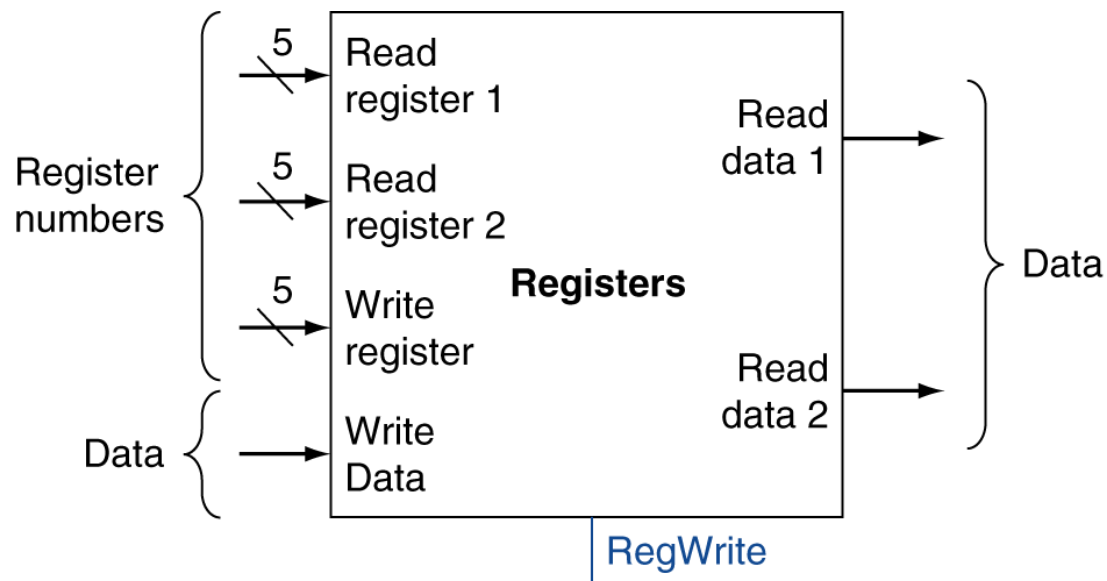 Register
numbers
Data
5
Read
register 1
5
Read
register 2
5
Write
register
Write
Data
Registers
Read
data 1
Read
data 2
Data
RegWrite